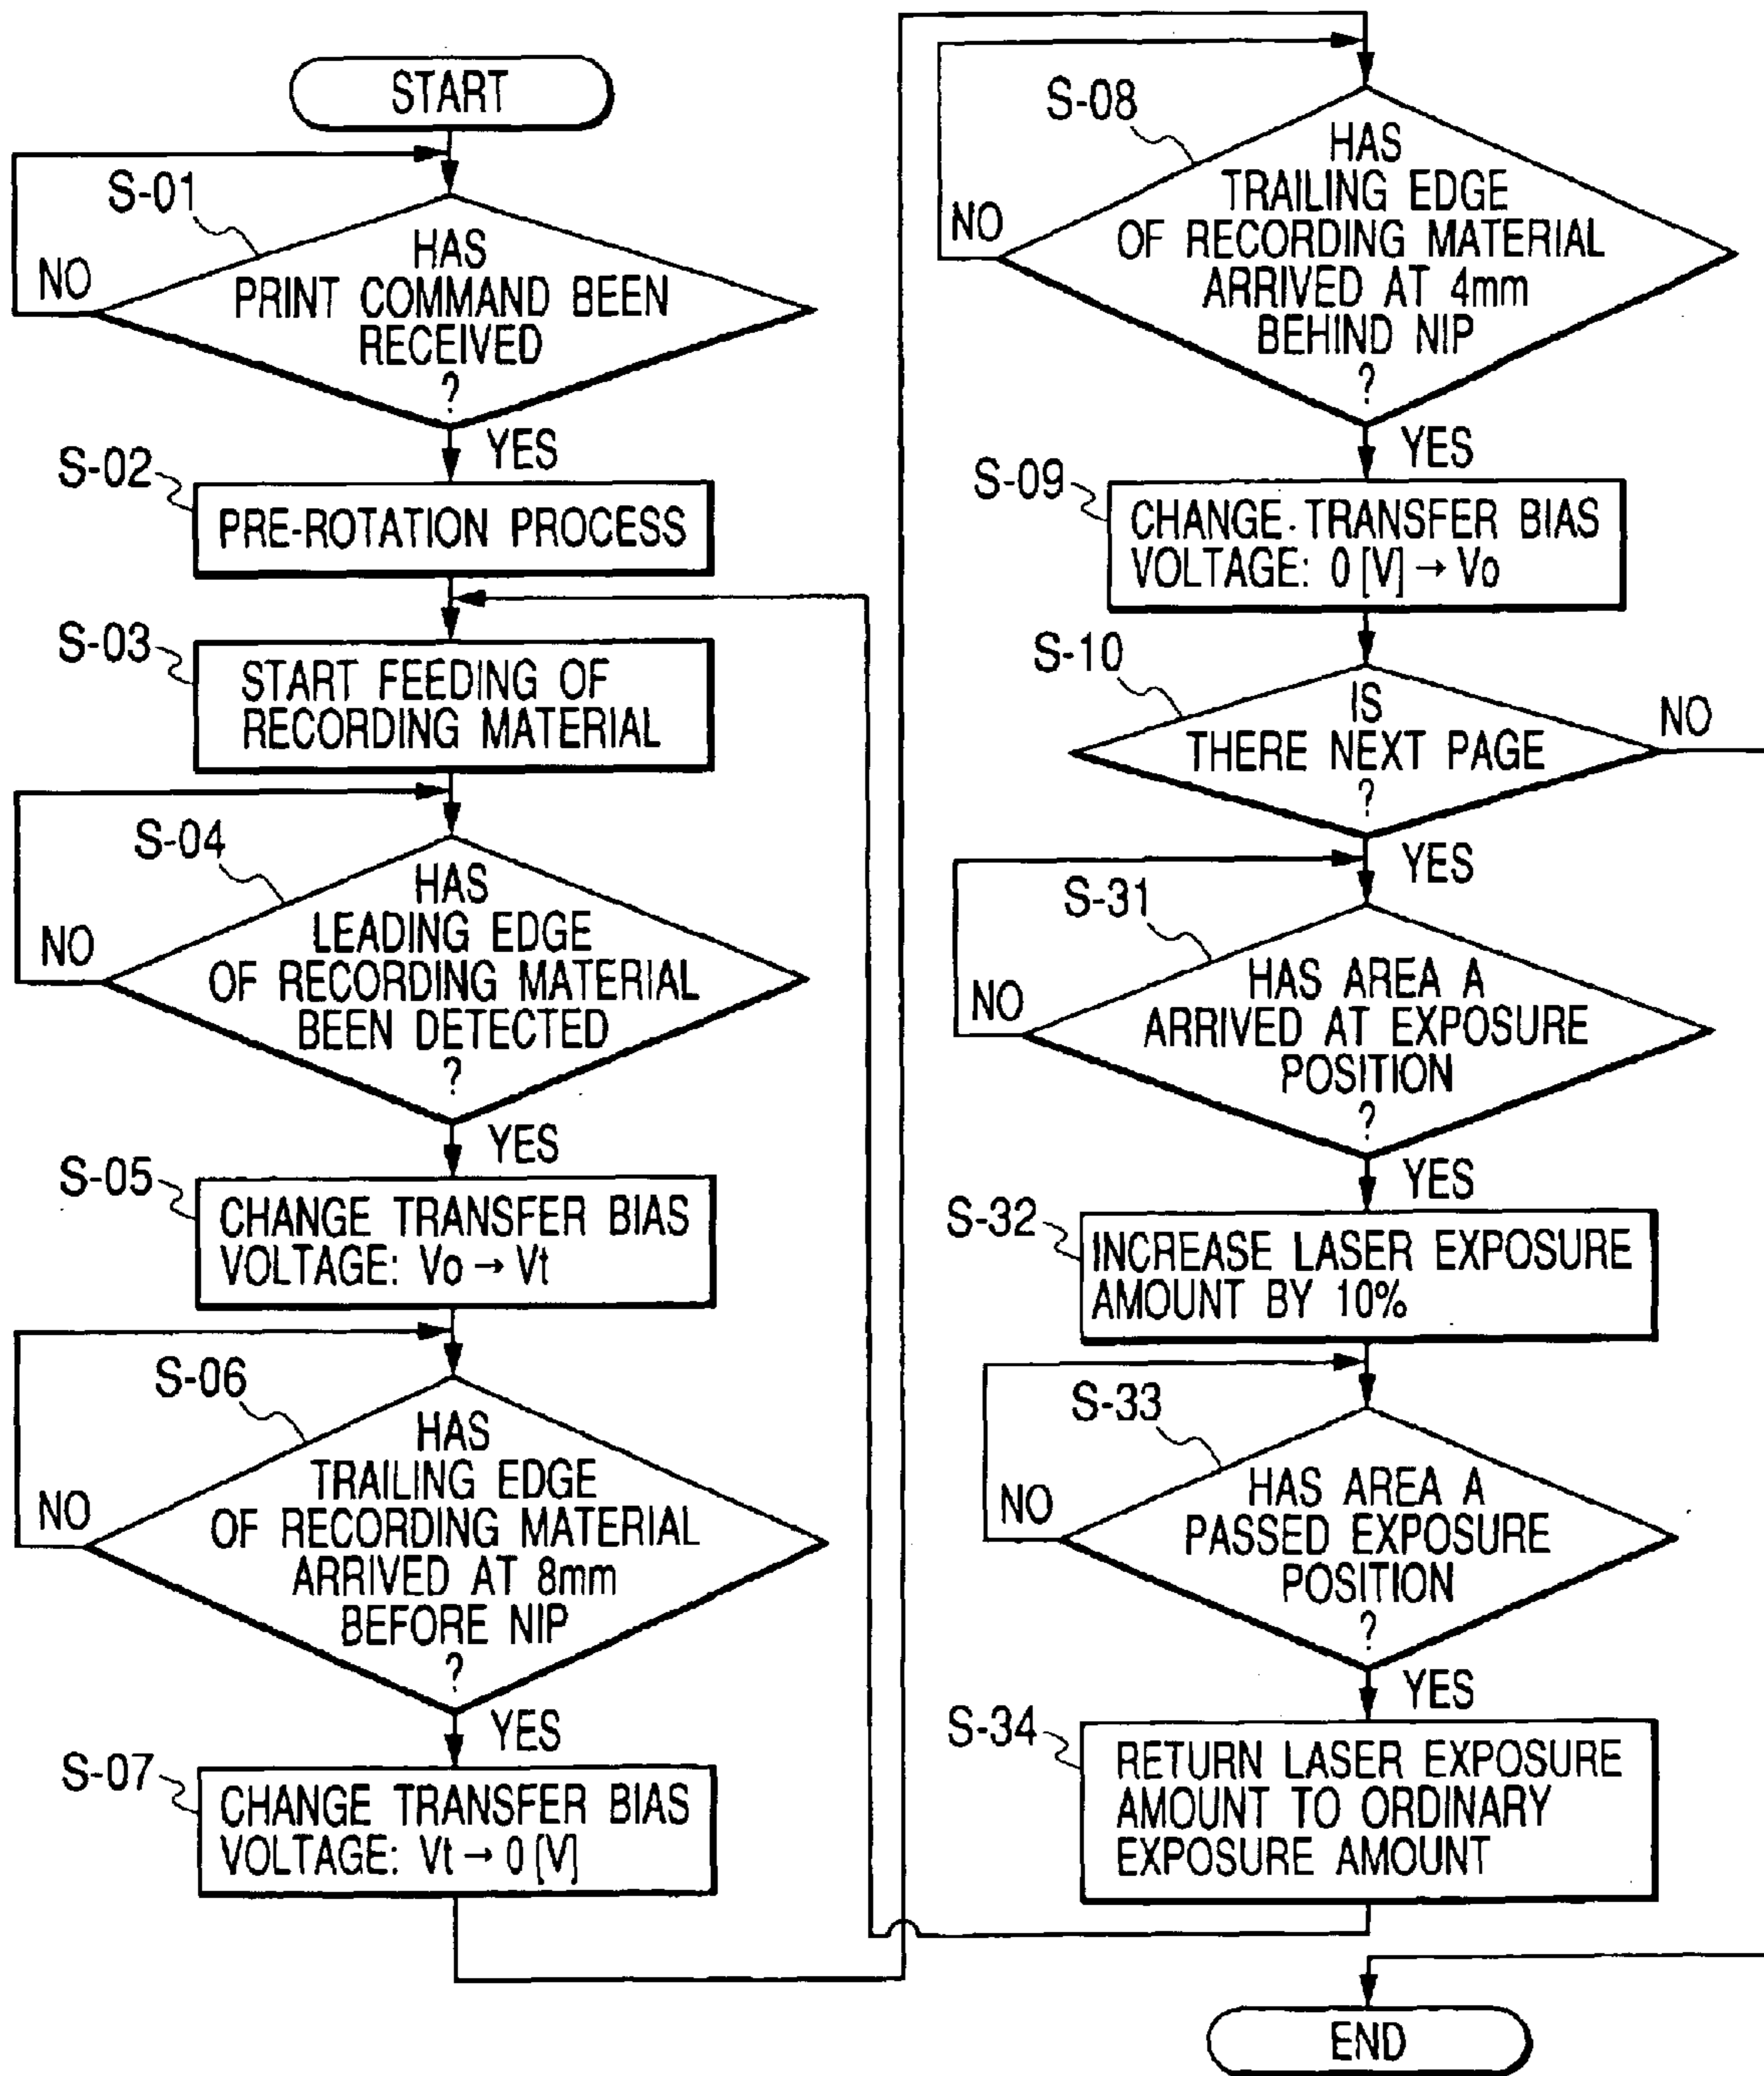 START
S-01
HAS
PRINT COMMAND BEEN
RECEIVED
?
NO
YES
S-02
PRE-ROTATION PROCESS
S-03
START FEEDING OF
RECORDING MATERIAL
S-04
HAS
LEADING EDGE
OF RECORDING MATERIAL
BEEN DETECTED
?
NO
YES
S-05
CHANGE TRANSFER BIAS
VOLTAGE: Vo → Vt
S-06
HAS
TRAILING EDGE
OF RECORDING MATERIAL
ARRIVED AT 8mm
BEFORE NIP
?
NO
YES
S-07
CHANGE TRANSFER BIAS
VOLTAGE: Vt → 0 [V]
S-08
HAS
TRAILING EDGE
OF RECORDING MATERIAL
ARRIVED AT 4mm
BEHIND NIP
?
NO
YES
S-09
CHANGE TRANSFER BIAS
VOLTAGE: 0 [V] → Vo
S-10
IS
THERE NEXT PAGE
?
NO
YES
S-31
HAS AREA A
ARRIVED AT EXPOSURE
POSITION
?
NO
YES
S-32
INCREASE LASER EXPOSURE
AMOUNT BY 10%
S-33
HAS AREA A
PASSED EXPOSURE
POSITION
?
NO
YES
S-34
RETURN LASER EXPOSURE
AMOUNT TO ORDINARY
EXPOSURE AMOUNT
END